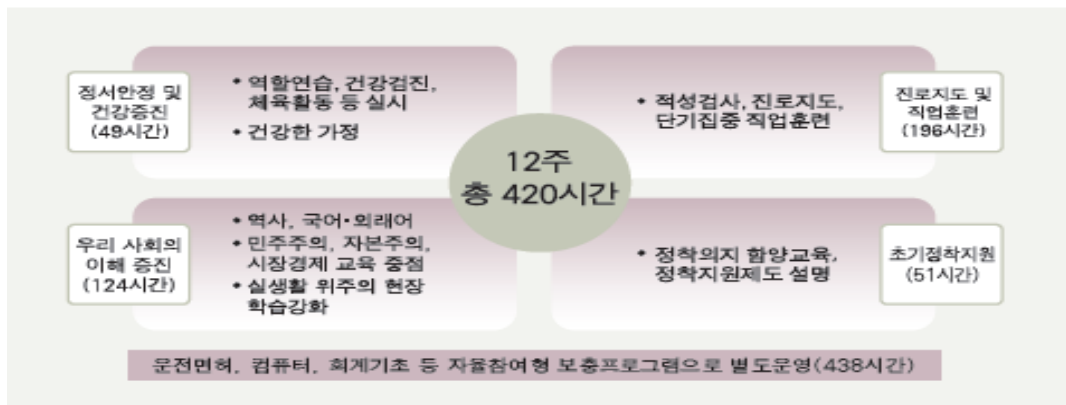 정서안정 및
건강증진
(49시간)
• 역할연습, 건강검진,
체육활동 등 실시
• 건강한 가정
• 적성검사, 진로지도,
단기집중 직업훈련
진로지도 및
직업훈련
(196시간)
12주
총 420시간
우리 사회의
이해 증진
(124시간)
• 역사, 국어·외래어
• 민주주의, 자본주의,
시장경제 교육 중점
• 실생활 위주의 현장
학습강화
• 정착의지 함양교육,
정착지원제도 설명
초기정착지원
(51시간)
운전면허, 컴퓨터, 회계기초 등 자율참여형 보충프로그램으로 별도운영(438시간)